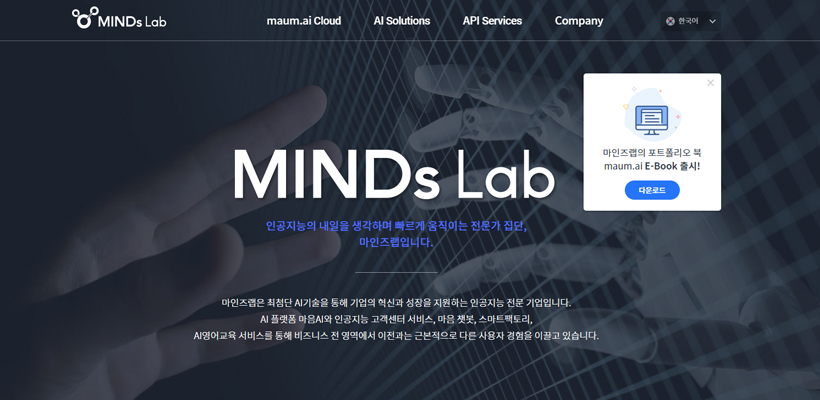 MINDs Lab
maum.ai Cloud
AI Solutions
API Services
Company
한국어
마인즈랩의 포트폴리오 북
maum.ai E-Book 출시!
다운로드
MINDs Lab
인공지능의 내일을 생각하며 빠르게 움직이는 전문가 집단,
마인즈랩입니다.
마인즈랩은 최첨단 AI기술을 통해 기업의 혁신과 성장을 지원하는 인공지능 전문 기업입니다.
AI 플랫폼 마음AI와 인공지능 고객센터 서비스, 마음 챗봇, 스마트팩토리,
AI영어교육 서비스를 통해 비즈니스 전 영역에서 이전과는 근본적으로 다른 사용자 경험을 이끌고 있습니다.